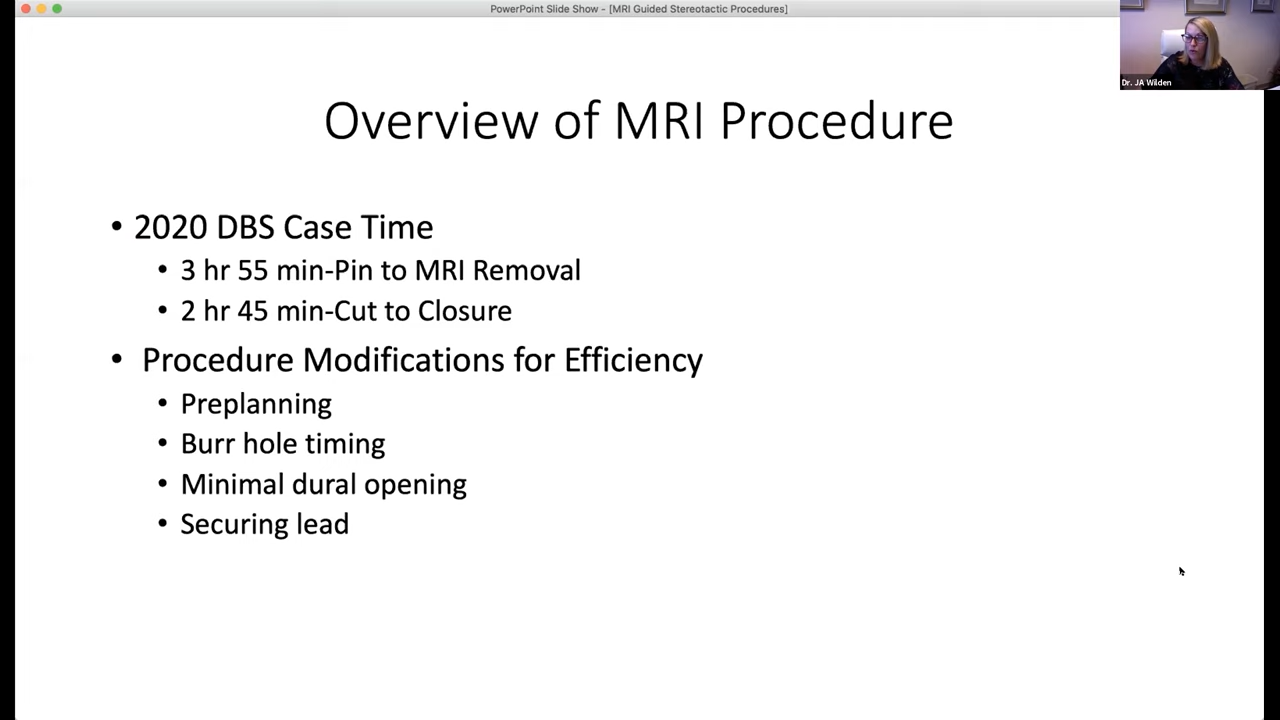 PowerPoint Slide Show - [MRI Guided Stereotactic Procedures]
Dr. JA Wilden
Overview of MRI Procedure
• 2020 DBS Case Time
• 3 hr 55 min-Pin to MRI Removal
• 2 hr 45 min-Cut to Closure
• Procedure Modifications for Efficiency
• Preplanning
• Burr hole timing
• Minimal dural opening
• Securing lead